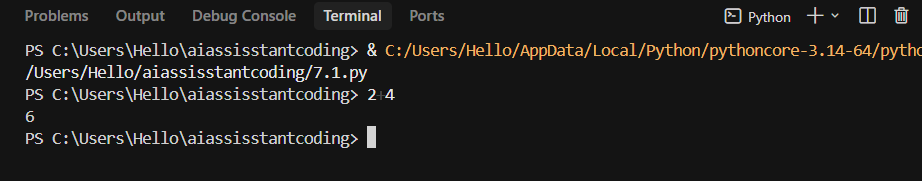 Problems Output Debug Console Terminal Ports Python
PS C:\Users\Hello\aiassisstantcoding> & C:/Users/Hello/AppData/Local/Python/pythoncore-3.14-64/pytho
/Users/Hello/aiassisstantcoding/7.1.py
PS C:\Users\Hello\aiassisstantcoding> 2+4
6
PS C:\Users\Hello\aiassisstantcoding>